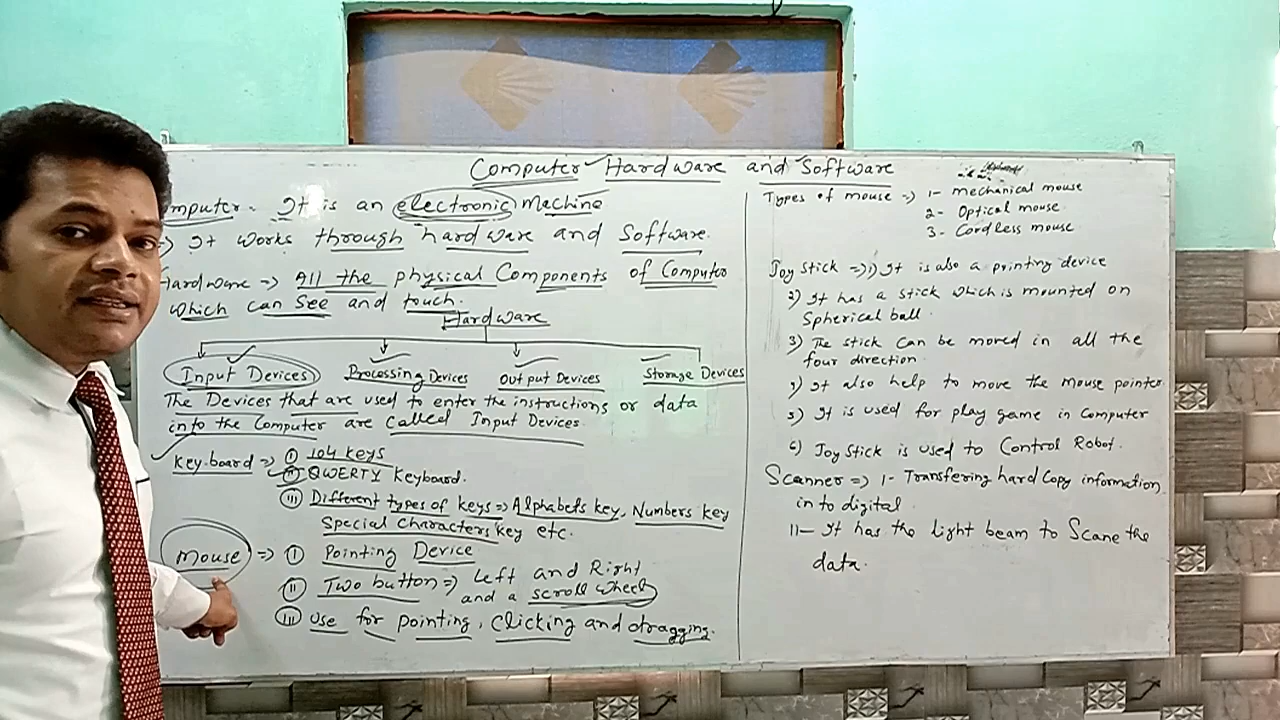 Computer Hardware and Software
mputer - It is an electronic Machine
=) It works through hardware and Software.
Hardware => All the physical Components of Computer
which can See and touch.
Hardware
Input Devices Processing Devices Output Devices Storage Devices
The Devices that are used to enter the instructions or data
into the Computer are called Input Devices.
Keyboard => (I) 104 keys
(II) QWERTY Keyboard.
(III) Different types of keys => Alphabets key, Numbers key
Special Characters key etc.
Mouse => (I) Pointing Device
(II) Two button => Left and Right
and a scroll wheel
(III) Use for pointing, clicking and dragging.
Types of mouse => 1- mechanical mouse
2- Optical mouse
3- Cordless mouse
Joy Stick => 1) It is also a pointing device
2) It has a stick which is mounted on
Spherical ball.
3) The stick Can be moved in all the
four direction.
4) It also help to move the mouse pointer.
5) It is used for play game in Computer
6) Joy Stick is used to Control Robot.
Scanner => 1- Transfering hard Copy information
in to digital.
11- It has the light beam to Scane the
data.